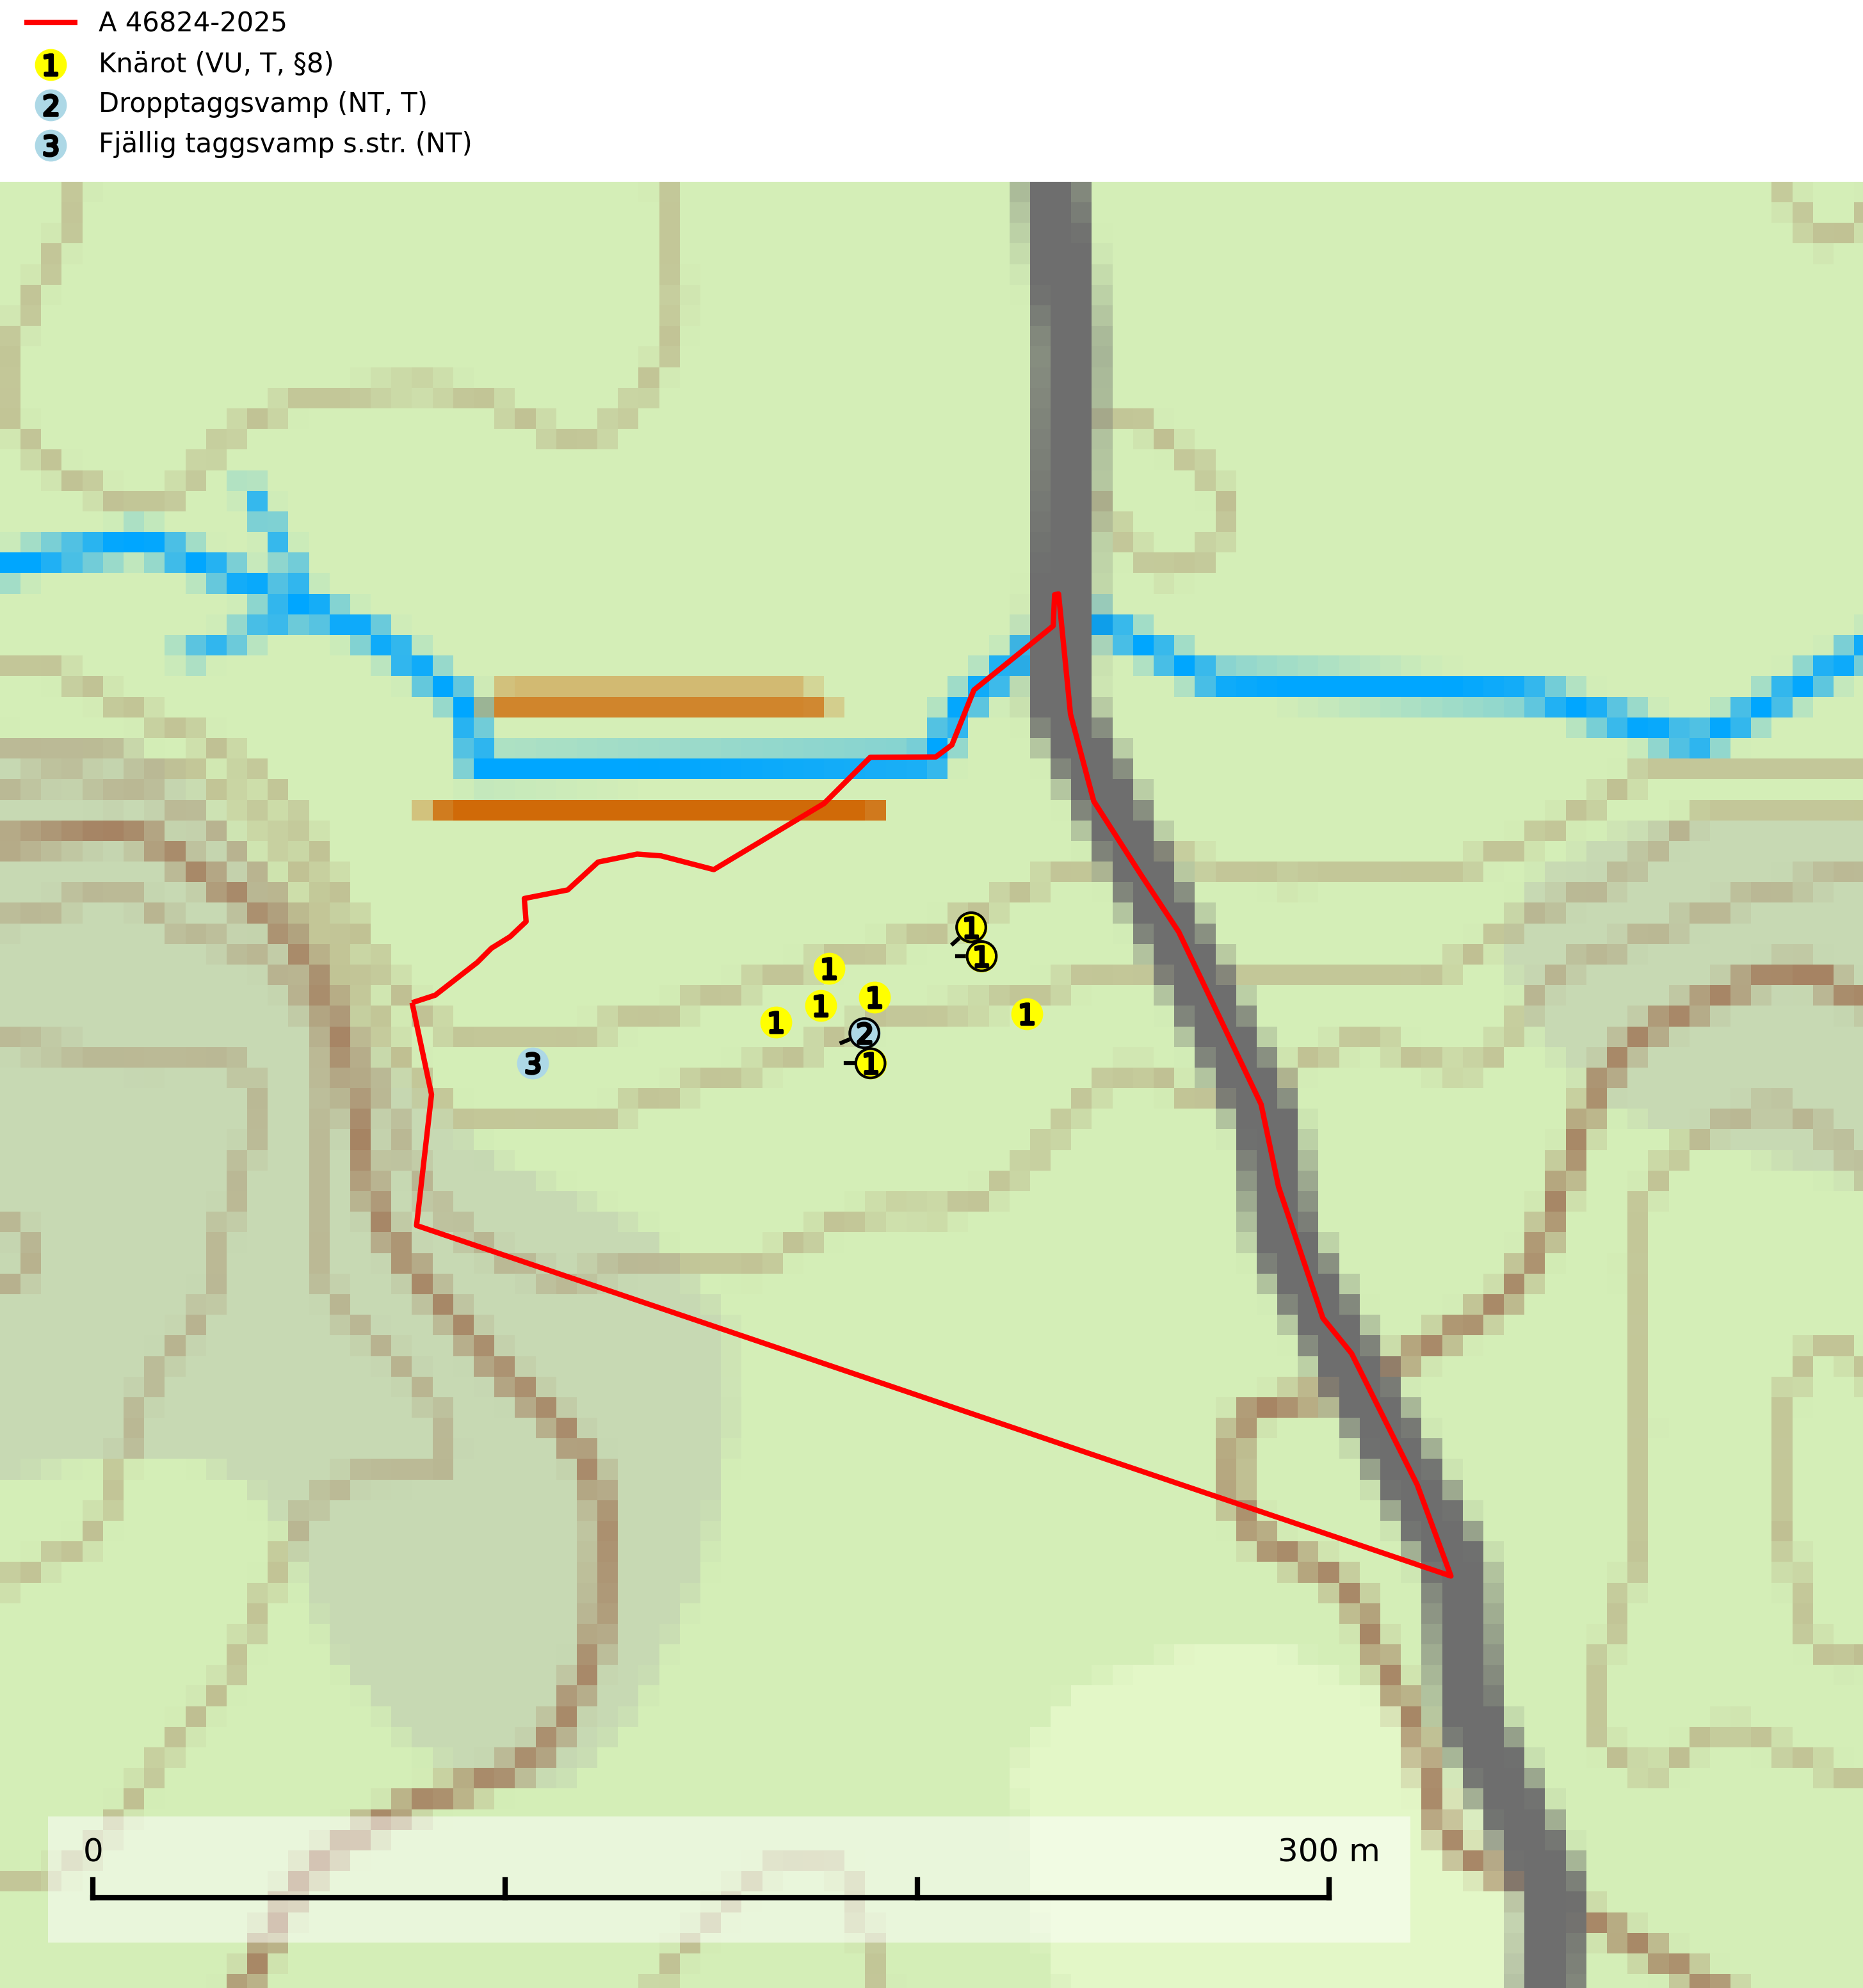 A 46824-2025
1 Knärot (VU, T, §8)
2 Dropptaggsvamp (NT, T)
3 Fjällig taggsvamp s.str. (NT)
1
1
1
1
1
1
1
2
3
1
0 300 m